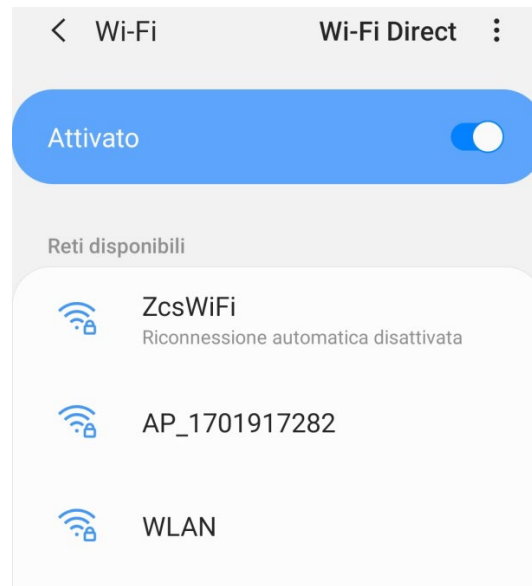 Wi-Fi Wi-Fi Direct
Attivato
Reti disponibili
ZcsWiFi
Riconnessione automatica disattivata
AP_1701917282
WLAN